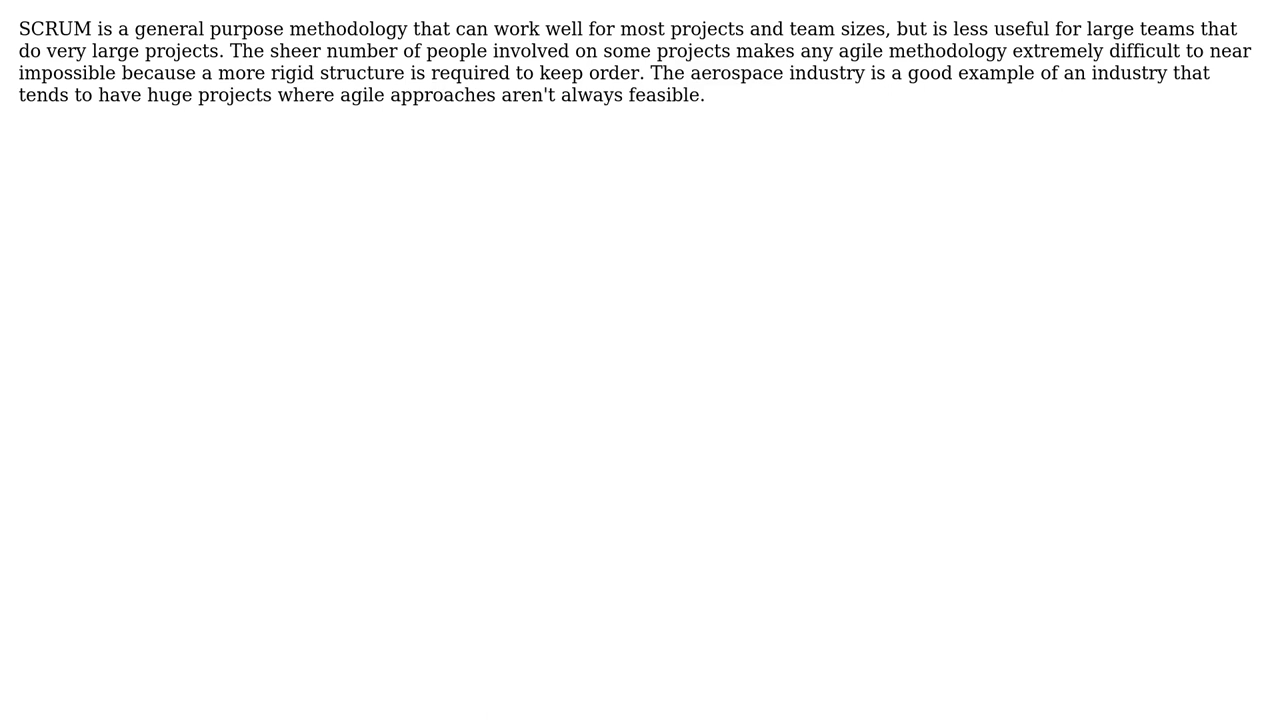 SCRUM is a general purpose methodology that can work well for most projects and team sizes, but is less useful for large teams that
do very large projects. The sheer number of people involved on some projects makes any agile methodology extremely difficult to near
impossible because a more rigid structure is required to keep order. The aerospace industry is a good example of an industry that
tends to have huge projects where agile approaches aren't always feasible.